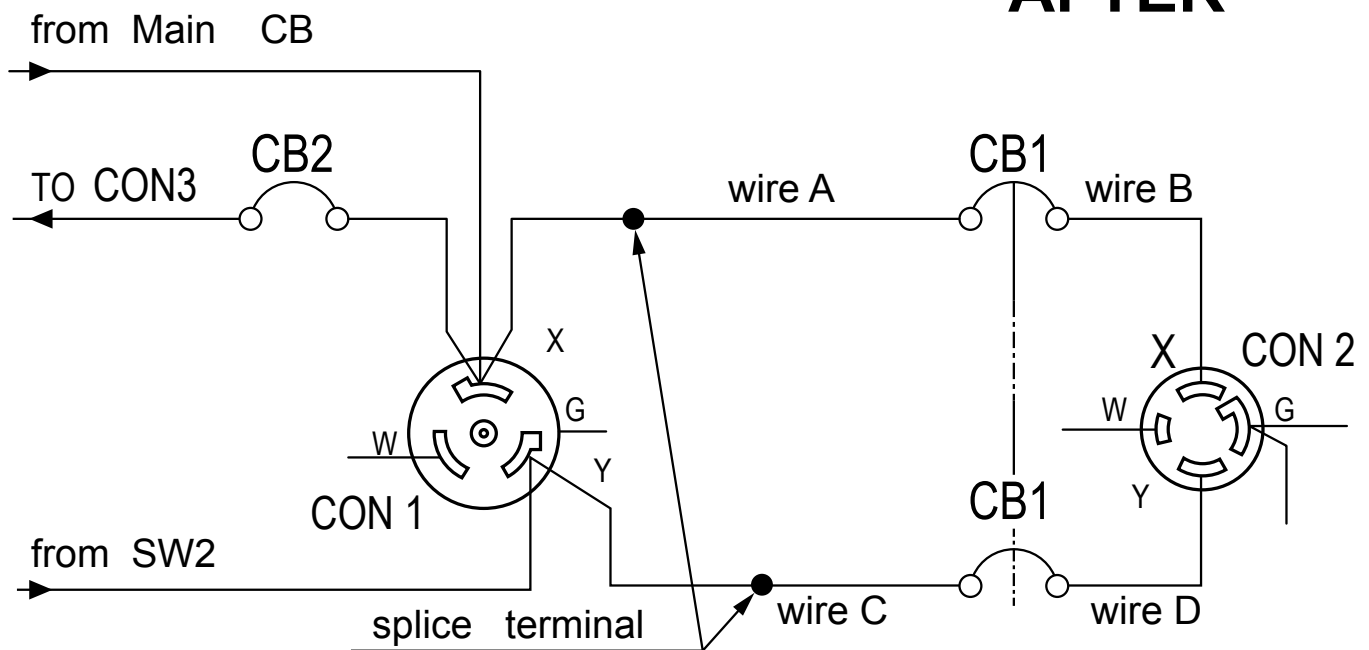 AFTER
from Main CB
CB2
CB1
TO CON3
wire A
wire B
X
X
CON 2
G
W
G
W
Y
Y
CON 1
CB1
from SW2
wire C
wire D
splice terminal